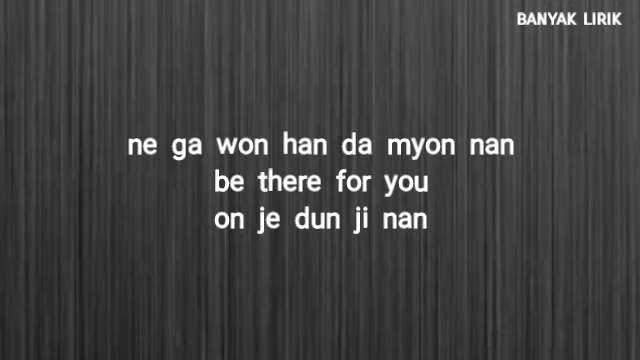 BANYAK LIRIK
ne ga won han da myon nan
be there for you
on je dun ji nan